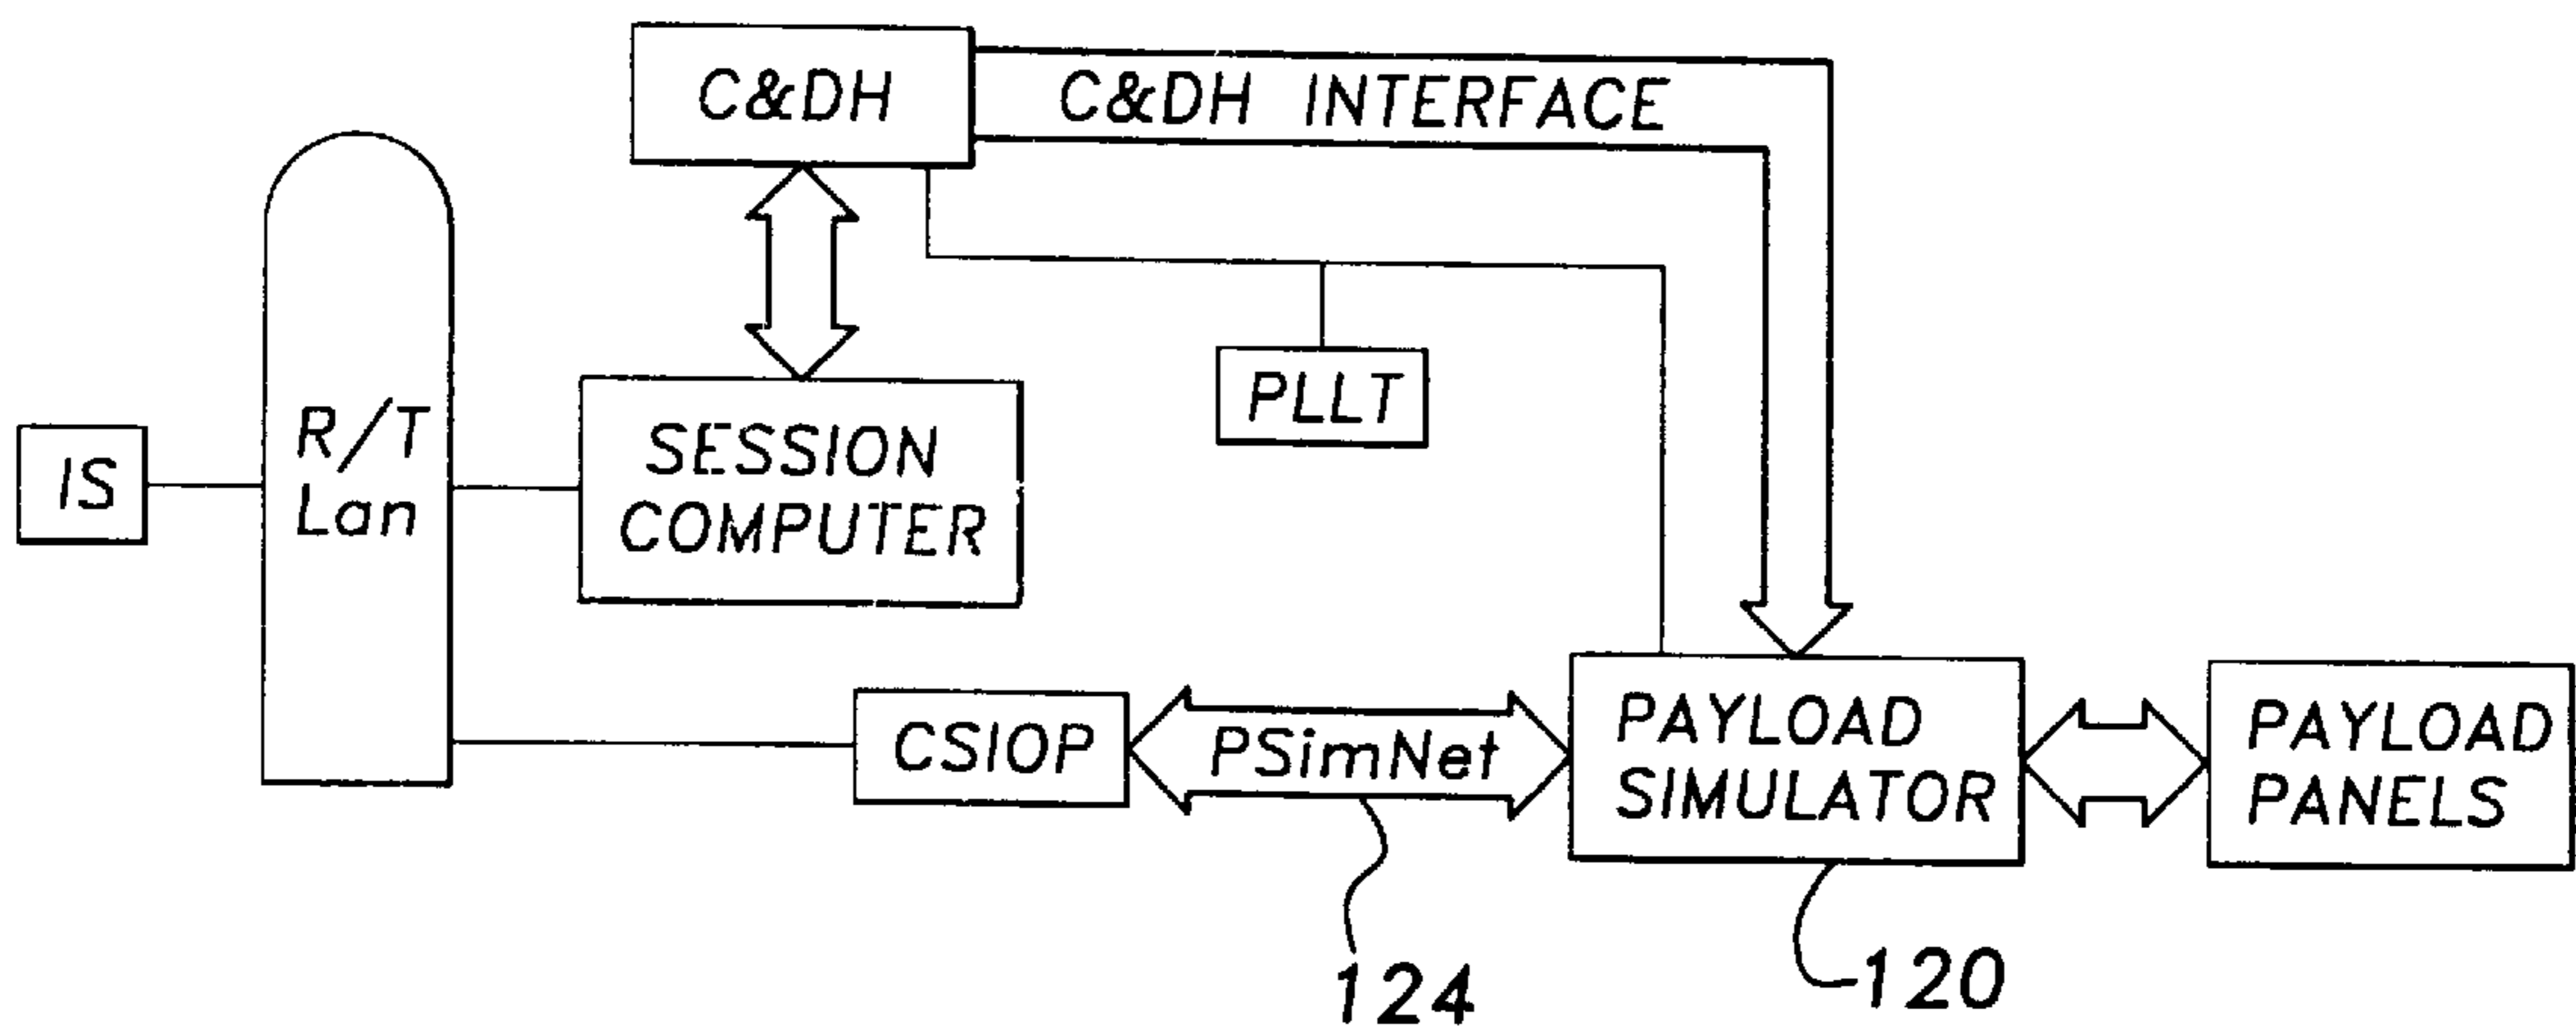 C&DH
C&DH INTERFACE
R/T
Lan
IS
SESSION
COMPUTER
PLLT
CSIOP
PSimNet
PAYLOAD
SIMULATOR
PAYLOAD
PANELS
124
120